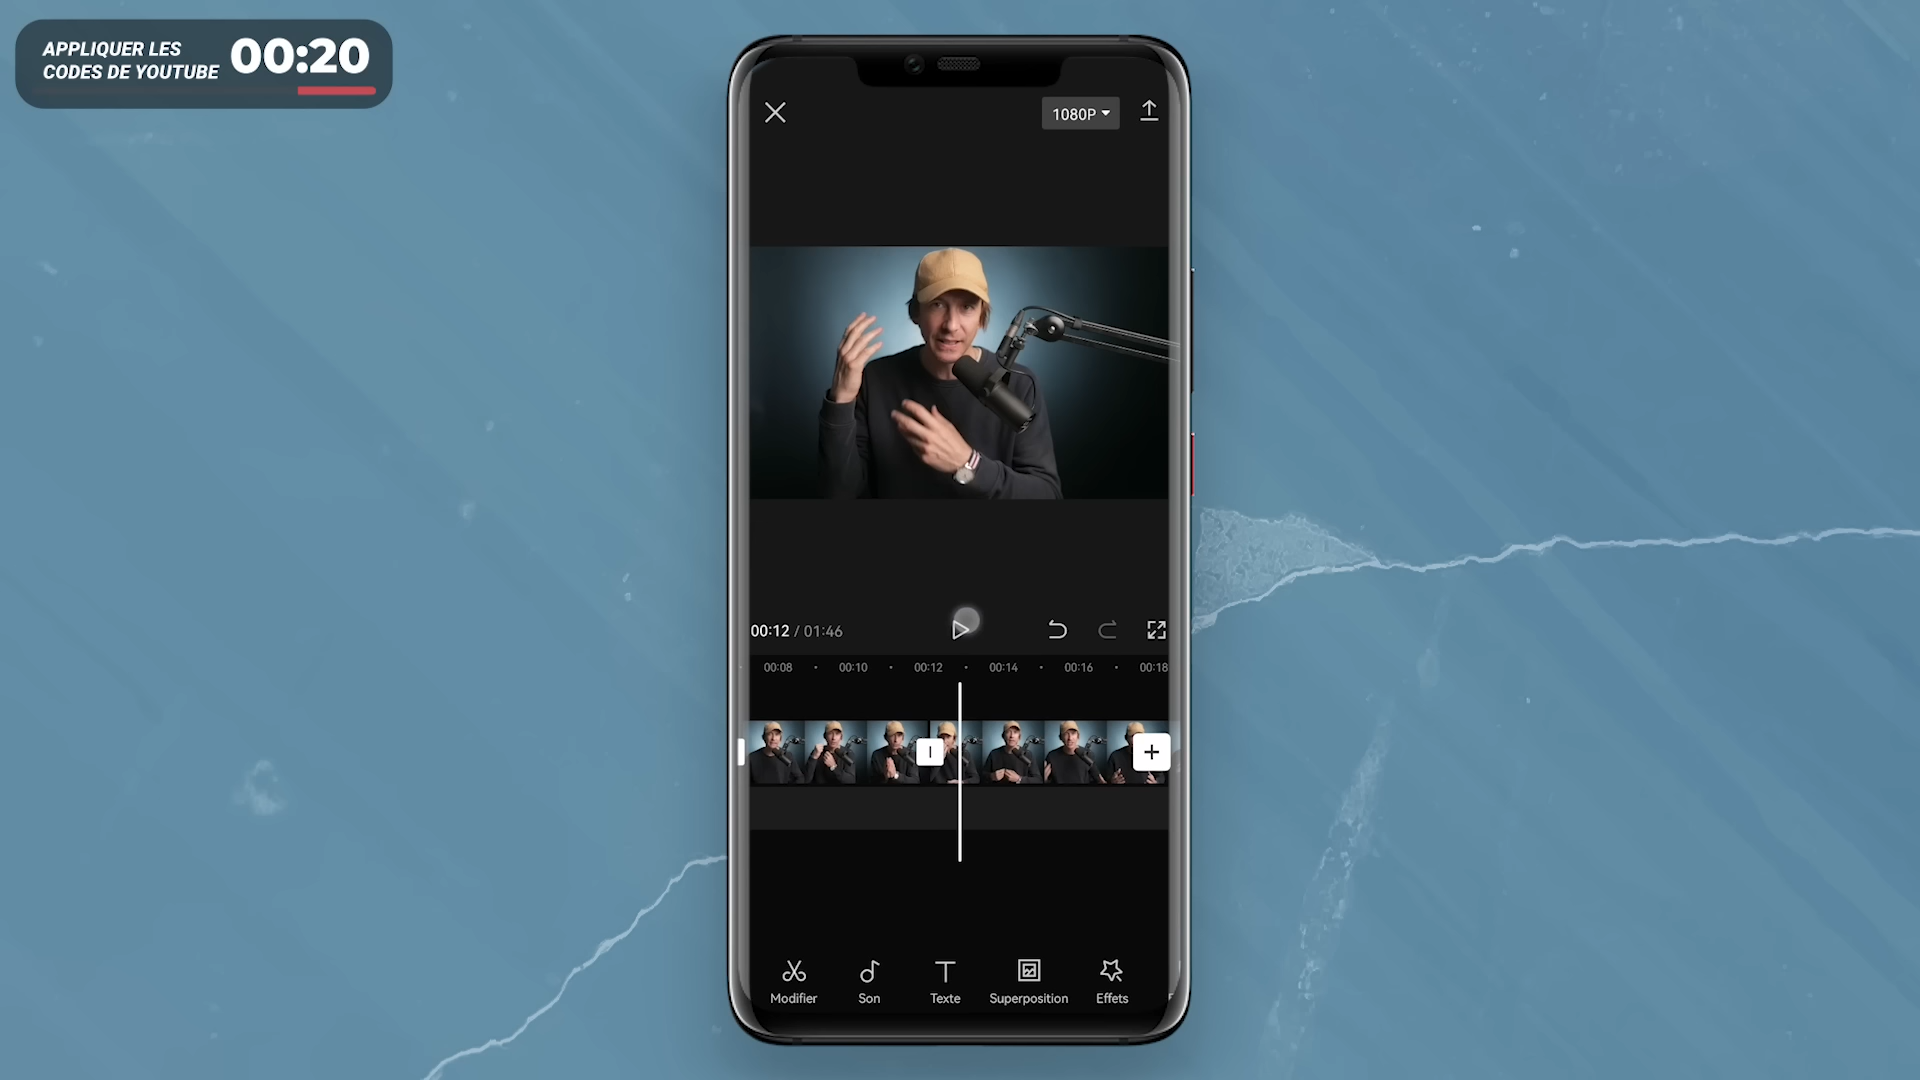 APPLIQUER LES
CODES DE YOUTUBE
00:20
1080P
00:12 / 01:46
00:08 00:10 00:12 00:14 00:16 00:18
Modifier Son Texte Superposition Effets